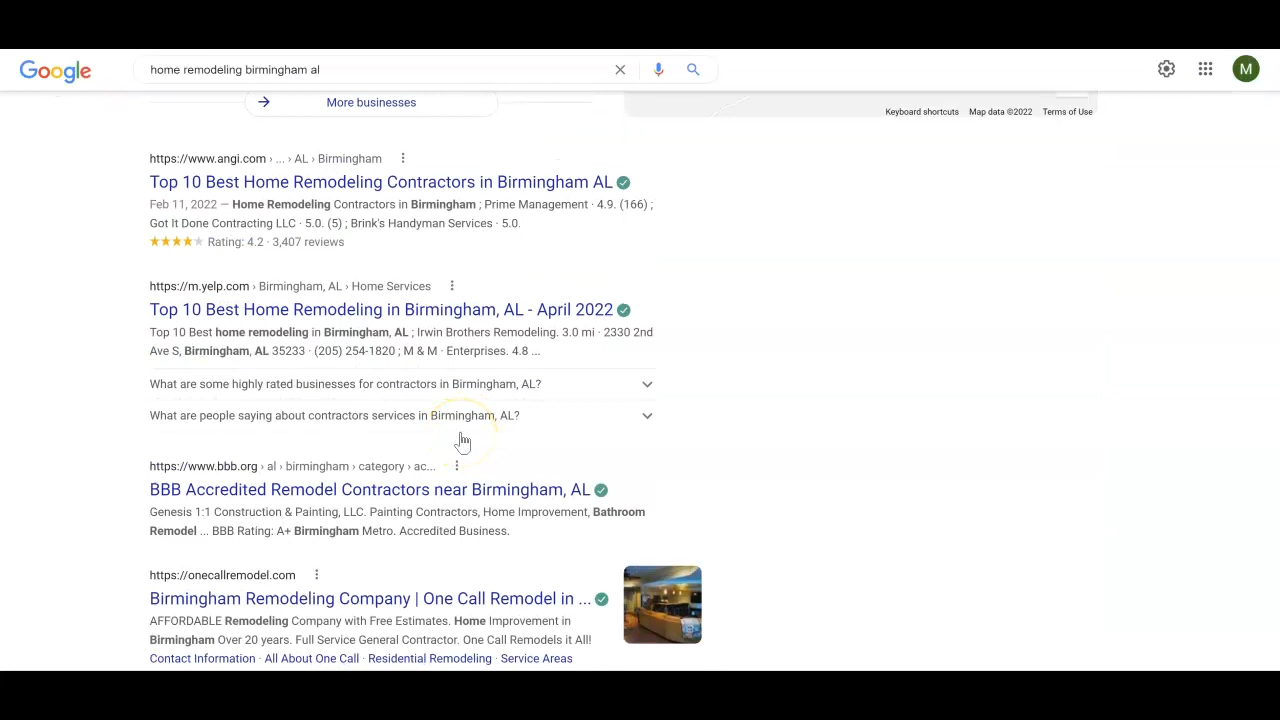 Google
home remodeling birmingham al
M
More businesses
Keyboard shortcuts Map data ©2022 Terms of Use
https://www.angi.com › ... › AL › Birmingham
Top 10 Best Home Remodeling Contractors in Birmingham AL
Feb 11, 2022 — Home Remodeling Contractors in Birmingham ; Prime Management · 4.9. (166) ;
Got It Done Contracting LLC · 5.0. (5) ; Brink's Handyman Services · 5.0.
Rating: 4.2 · 3,407 reviews
https://m.yelp.com › Birmingham, AL › Home Services
Top 10 Best Home Remodeling in Birmingham, AL - April 2022
Top 10 Best home remodeling in Birmingham, AL ; Irwin Brothers Remodeling. 3.0 mi · 2330 2nd
Ave S, Birmingham, AL 35233 · (205) 254-1820 ; M & M · Enterprises. 4.8 ...
What are some highly rated businesses for contractors in Birmingham, AL?
What are people saying about contractors services in Birmingham, AL?
https://www.bbb.org › al › birmingham › category › ac...
BBB Accredited Remodel Contractors near Birmingham, AL
Genesis 1:1 Construction & Painting, LLC. Painting Contractors, Home Improvement, Bathroom
Remodel ... BBB Rating: A+ Birmingham Metro. Accredited Business.
https://onecallremodel.com
Birmingham Remodeling Company | One Call Remodel in ...
AFFORDABLE Remodeling Company with Free Estimates. Home Improvement in
Birmingham Over 20 years. Full Service General Contractor. One Call Remodels it All!
Contact Information · All About One Call · Residential Remodeling · Service Areas